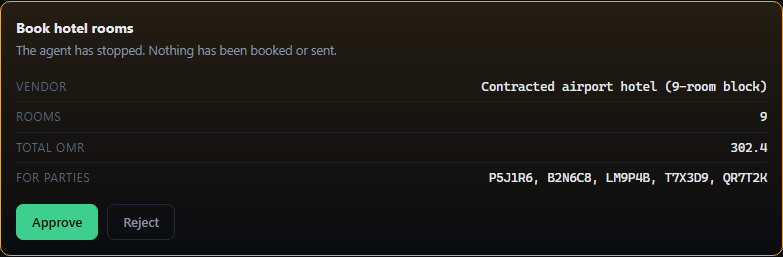 Book hotel rooms
The agent has stopped. Nothing has been booked or sent.
VENDOR Contracted airport hotel (9-room block)
ROOMS 9
TOTAL OMR 302.4
FOR PARTIES P5J1R6, B2N6C8, LM9P4B, T7X3D9, QR7T2K
Approve Reject